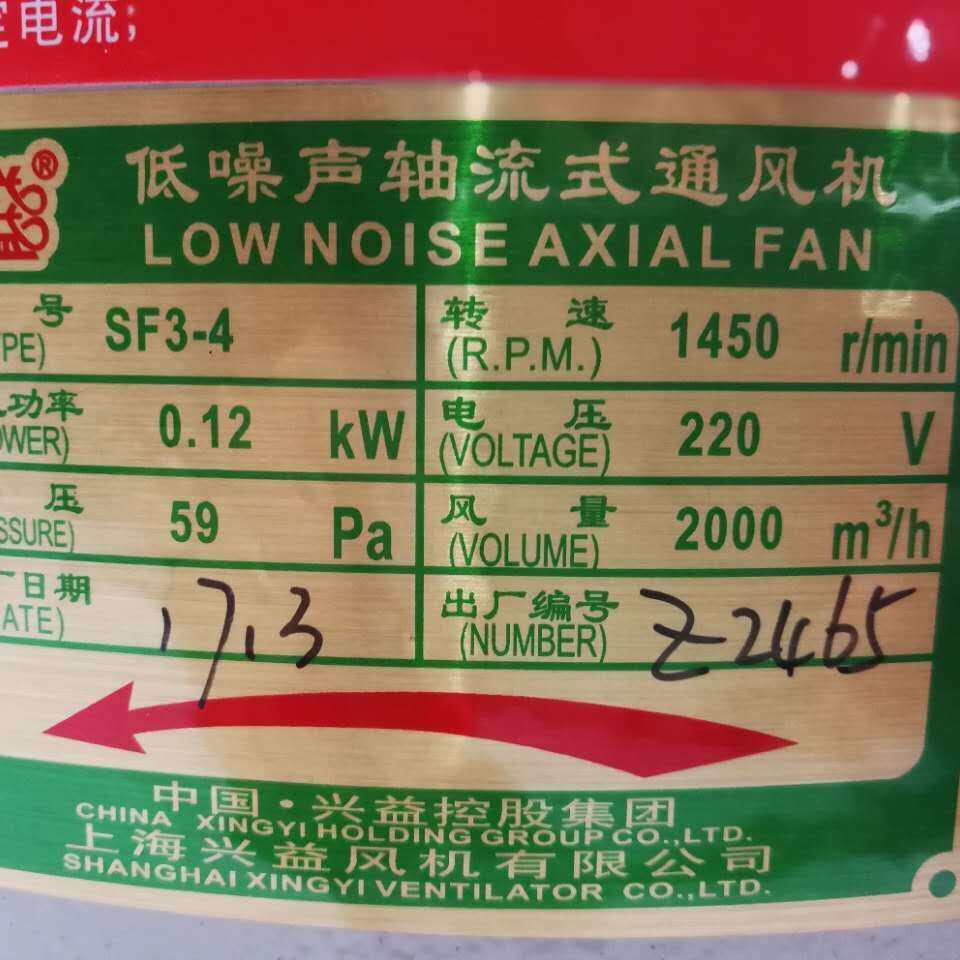 电流;
®
低噪声轴流式通风机
LOW NOISE AXIAL FAN
号 SF3-4 转速 1450 r/min
PE) (R.P.M.)
功率 0.12 kW 电压 220 V
OWER) (VOLTAGE)
压 59 Pa 风量 2000 m³/h
SSURE) (VOLUME)
厂日期 17.3 出厂编号 Z2465
ATE) (NUMBER)
中国·兴益控股集团
CHINA XINGYI HOLDING GROUP CO.,LTD.
上海兴益风机有限公司
SHANGHAI XINGYI VENTILATOR CO.,LTD.